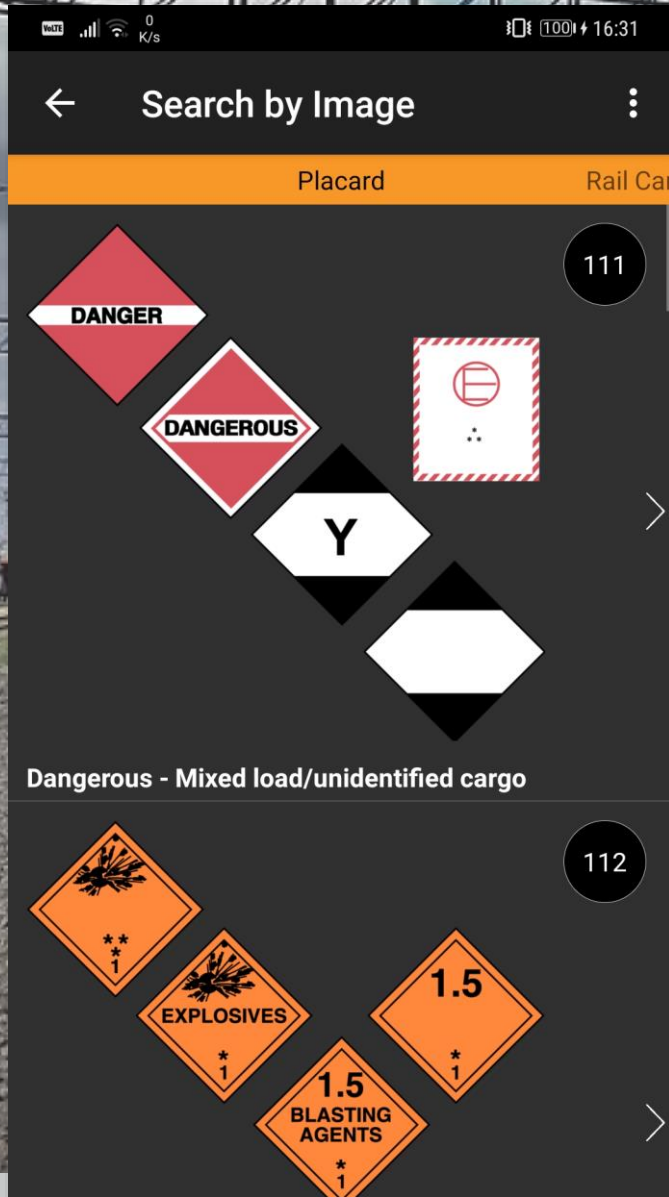 VoLTE
0
K/s
100
16:31
Search by Image
Placard
Rail Car
111
DANGER
DANGEROUS
E
Y
Dangerous - Mixed load/unidentified cargo
112
* *
*
1
EXPLOSIVES
*
1
1.5
*
1
1.5
BLASTING
AGENTS
*
1